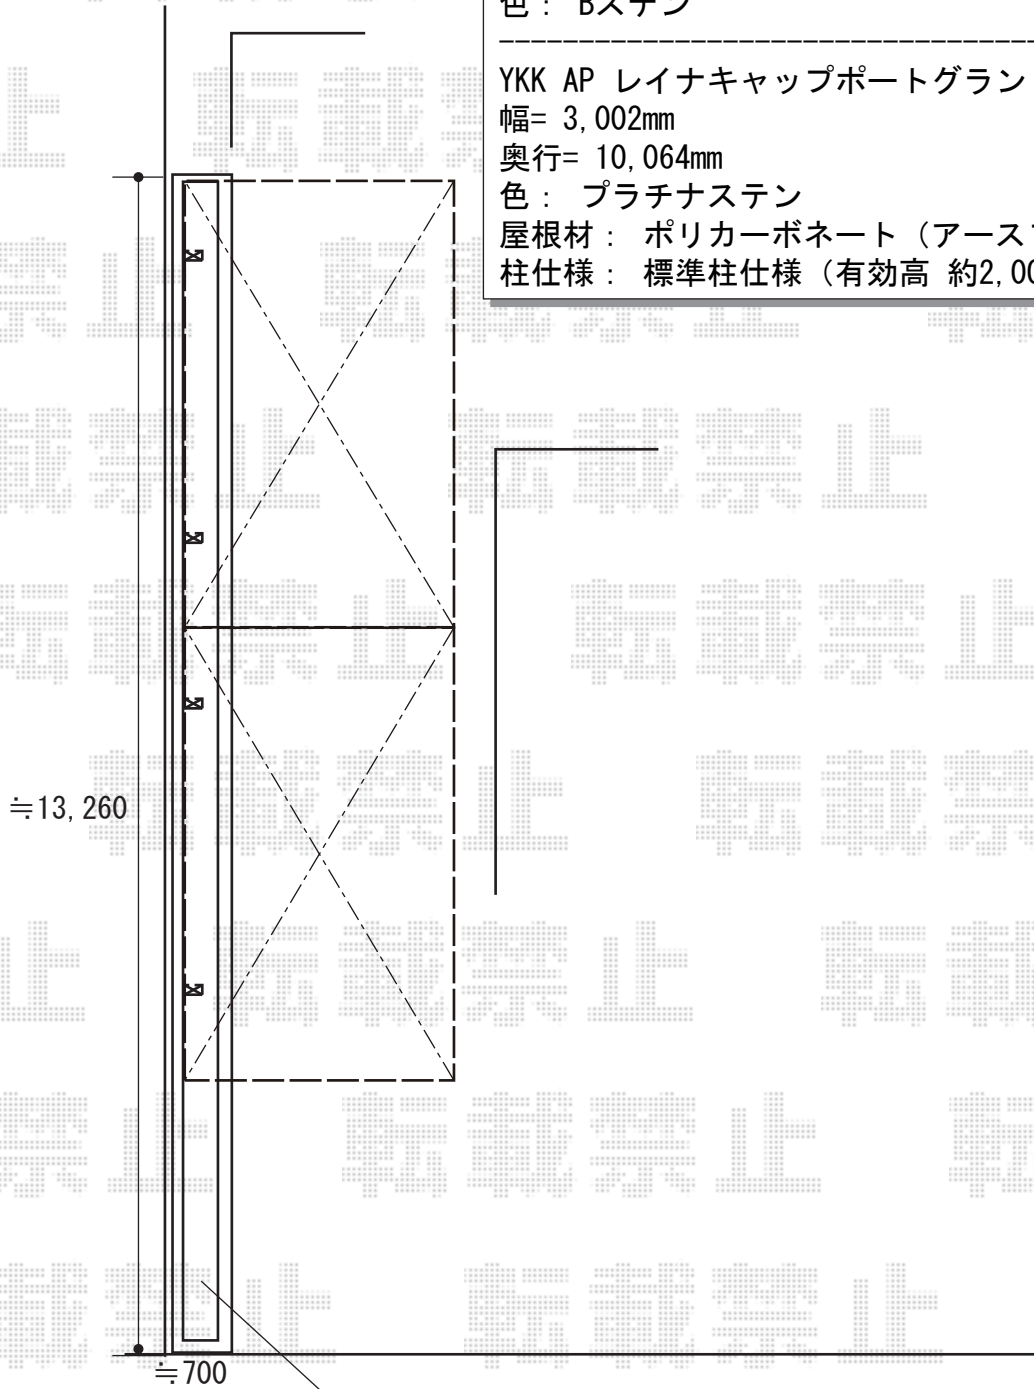 色： Bステン
YKK AP レイナキャップポートグラン
幅= 3,002mm
奥行= 10,064mm
色： プラチナステン
屋根材： ポリカーボネート（アース
柱仕様： 標準柱仕様（有効高 約2,00
≒13,260
≒700
転載禁止